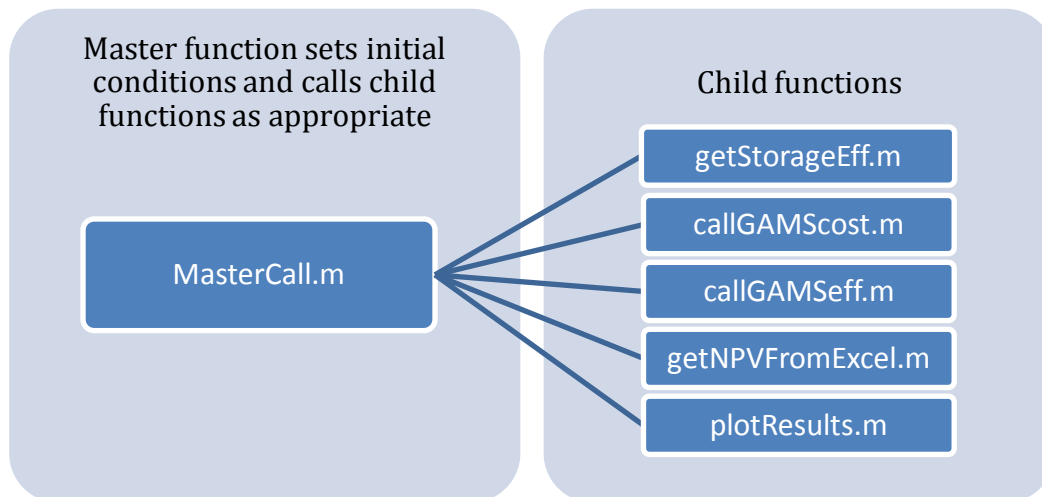 Master function sets initial
conditions and calls child
functions as appropriate
MasterCall.m
Child functions
getStorageEff.m
callGAMScost.m
callGAMSeff.m
getNPVFromExcel.m
plotResults.m